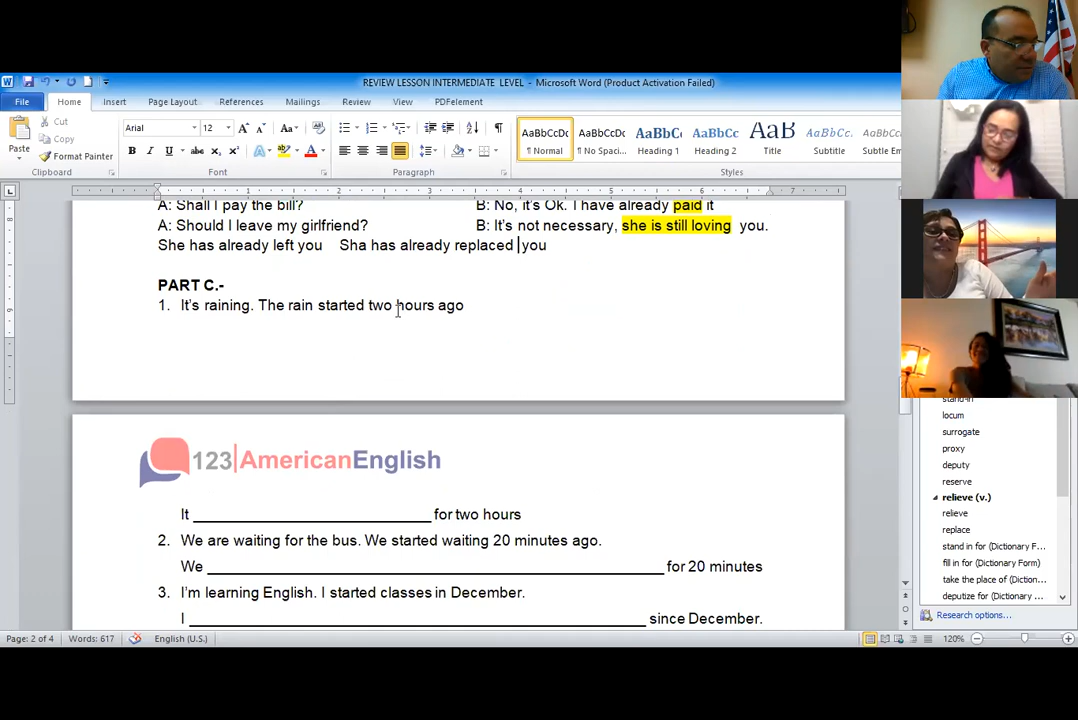 REVIEW LESSON INTERMEDIATE LEVEL - Microsoft Word (Product Activation Failed)
File Home Insert Page Layout References Mailings Review View PDFelement
Cut
Copy
Format Painter
Paste
Clipboard
Arial 12
Font
Paragraph
AaBbCcDc AaBbCcDc AaBbC AaBbCc AaB AaBbCc. AaBbCcDc
¶ Normal ¶ No Spaci... Heading 1 Heading 2 Title Subtitle Subtle Em
Styles
A: Shall I pay the bill? B: No, it's Ok. I have already paid it
A: Should I leave my girlfriend? B: It's not necessary, she is still loving you.
She has already left you Sha has already replaced you
PART C.-
1. It's raining. The rain started two hours ago
123 AmericanEnglish
It ____________________________ for two hours
2. We are waiting for the bus. We started waiting 20 minutes ago.
We ____________________________ for 20 minutes
3. I'm learning English. I started classes in December.
I ____________________________ since December.
stand-in
locum
surrogate
proxy
deputy
reserve
relieve (v.)
relieve
replace
stand in for (Dictionary F...
fill in for (Dictionary Form)
take the place of (Diction...
deputize for (Dictionary ...
Research options...
Page: 2 of 4 Words: 617 English (U.S.) 120%